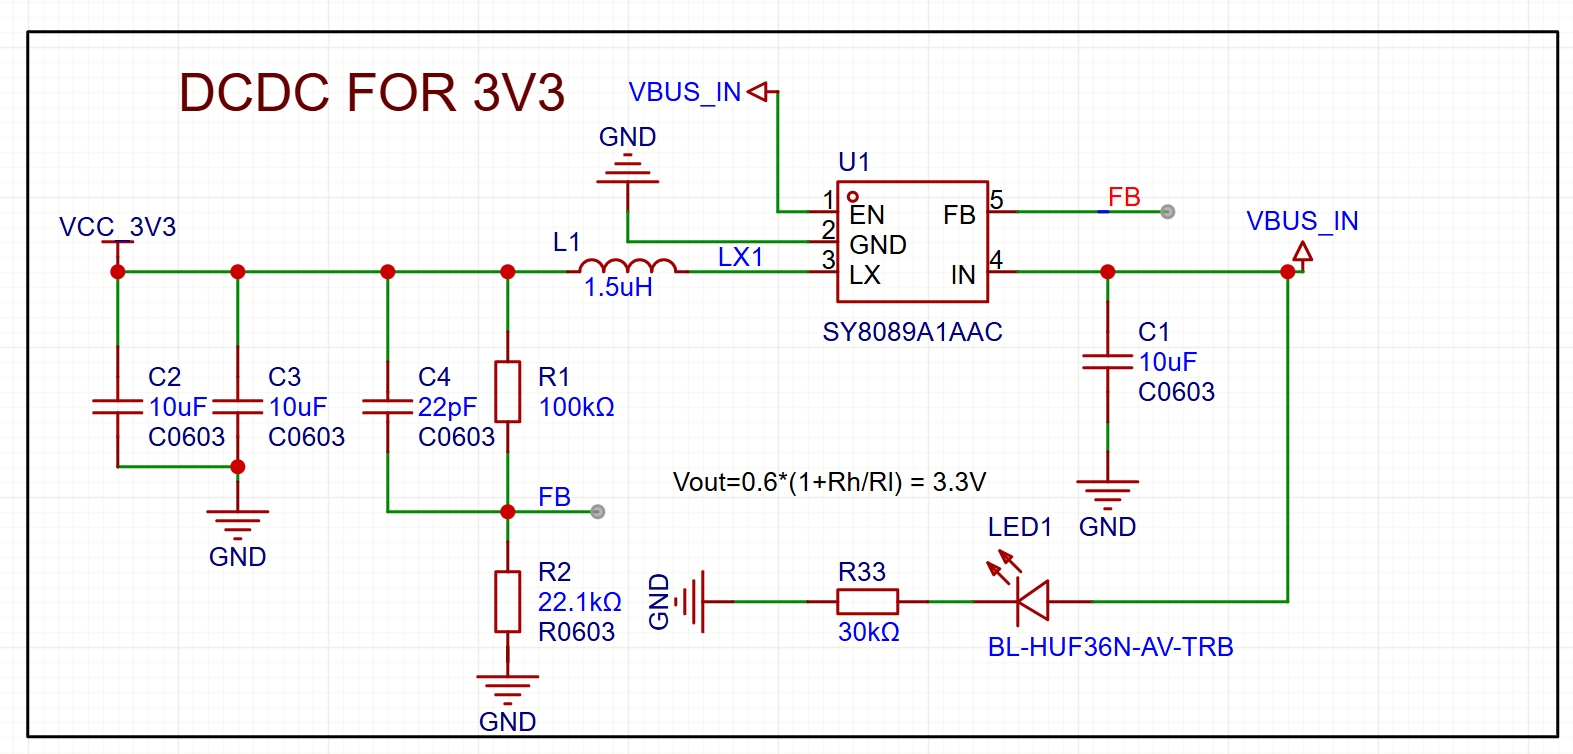 DCDC FOR 3V3
VBUS_IN
GND
U1
1
EN
FB
5
FB
2
GND
3
LX
IN
4
SY8089A1AAC
VBUS_IN
VCC_3V3
L1
1.5uH
LX1
C2
10uF
C0603
C3
10uF
C0603
GND
C4
22pF
C0603
R1
100kΩ
FB
R2
22.1kΩ
R0603
GND
C1
10uF
C0603
GND
Vout=0.6*(1+Rh/Rl) = 3.3V
LED1
BL-HUF36N-AV-TRB
R33
30kΩ
GND